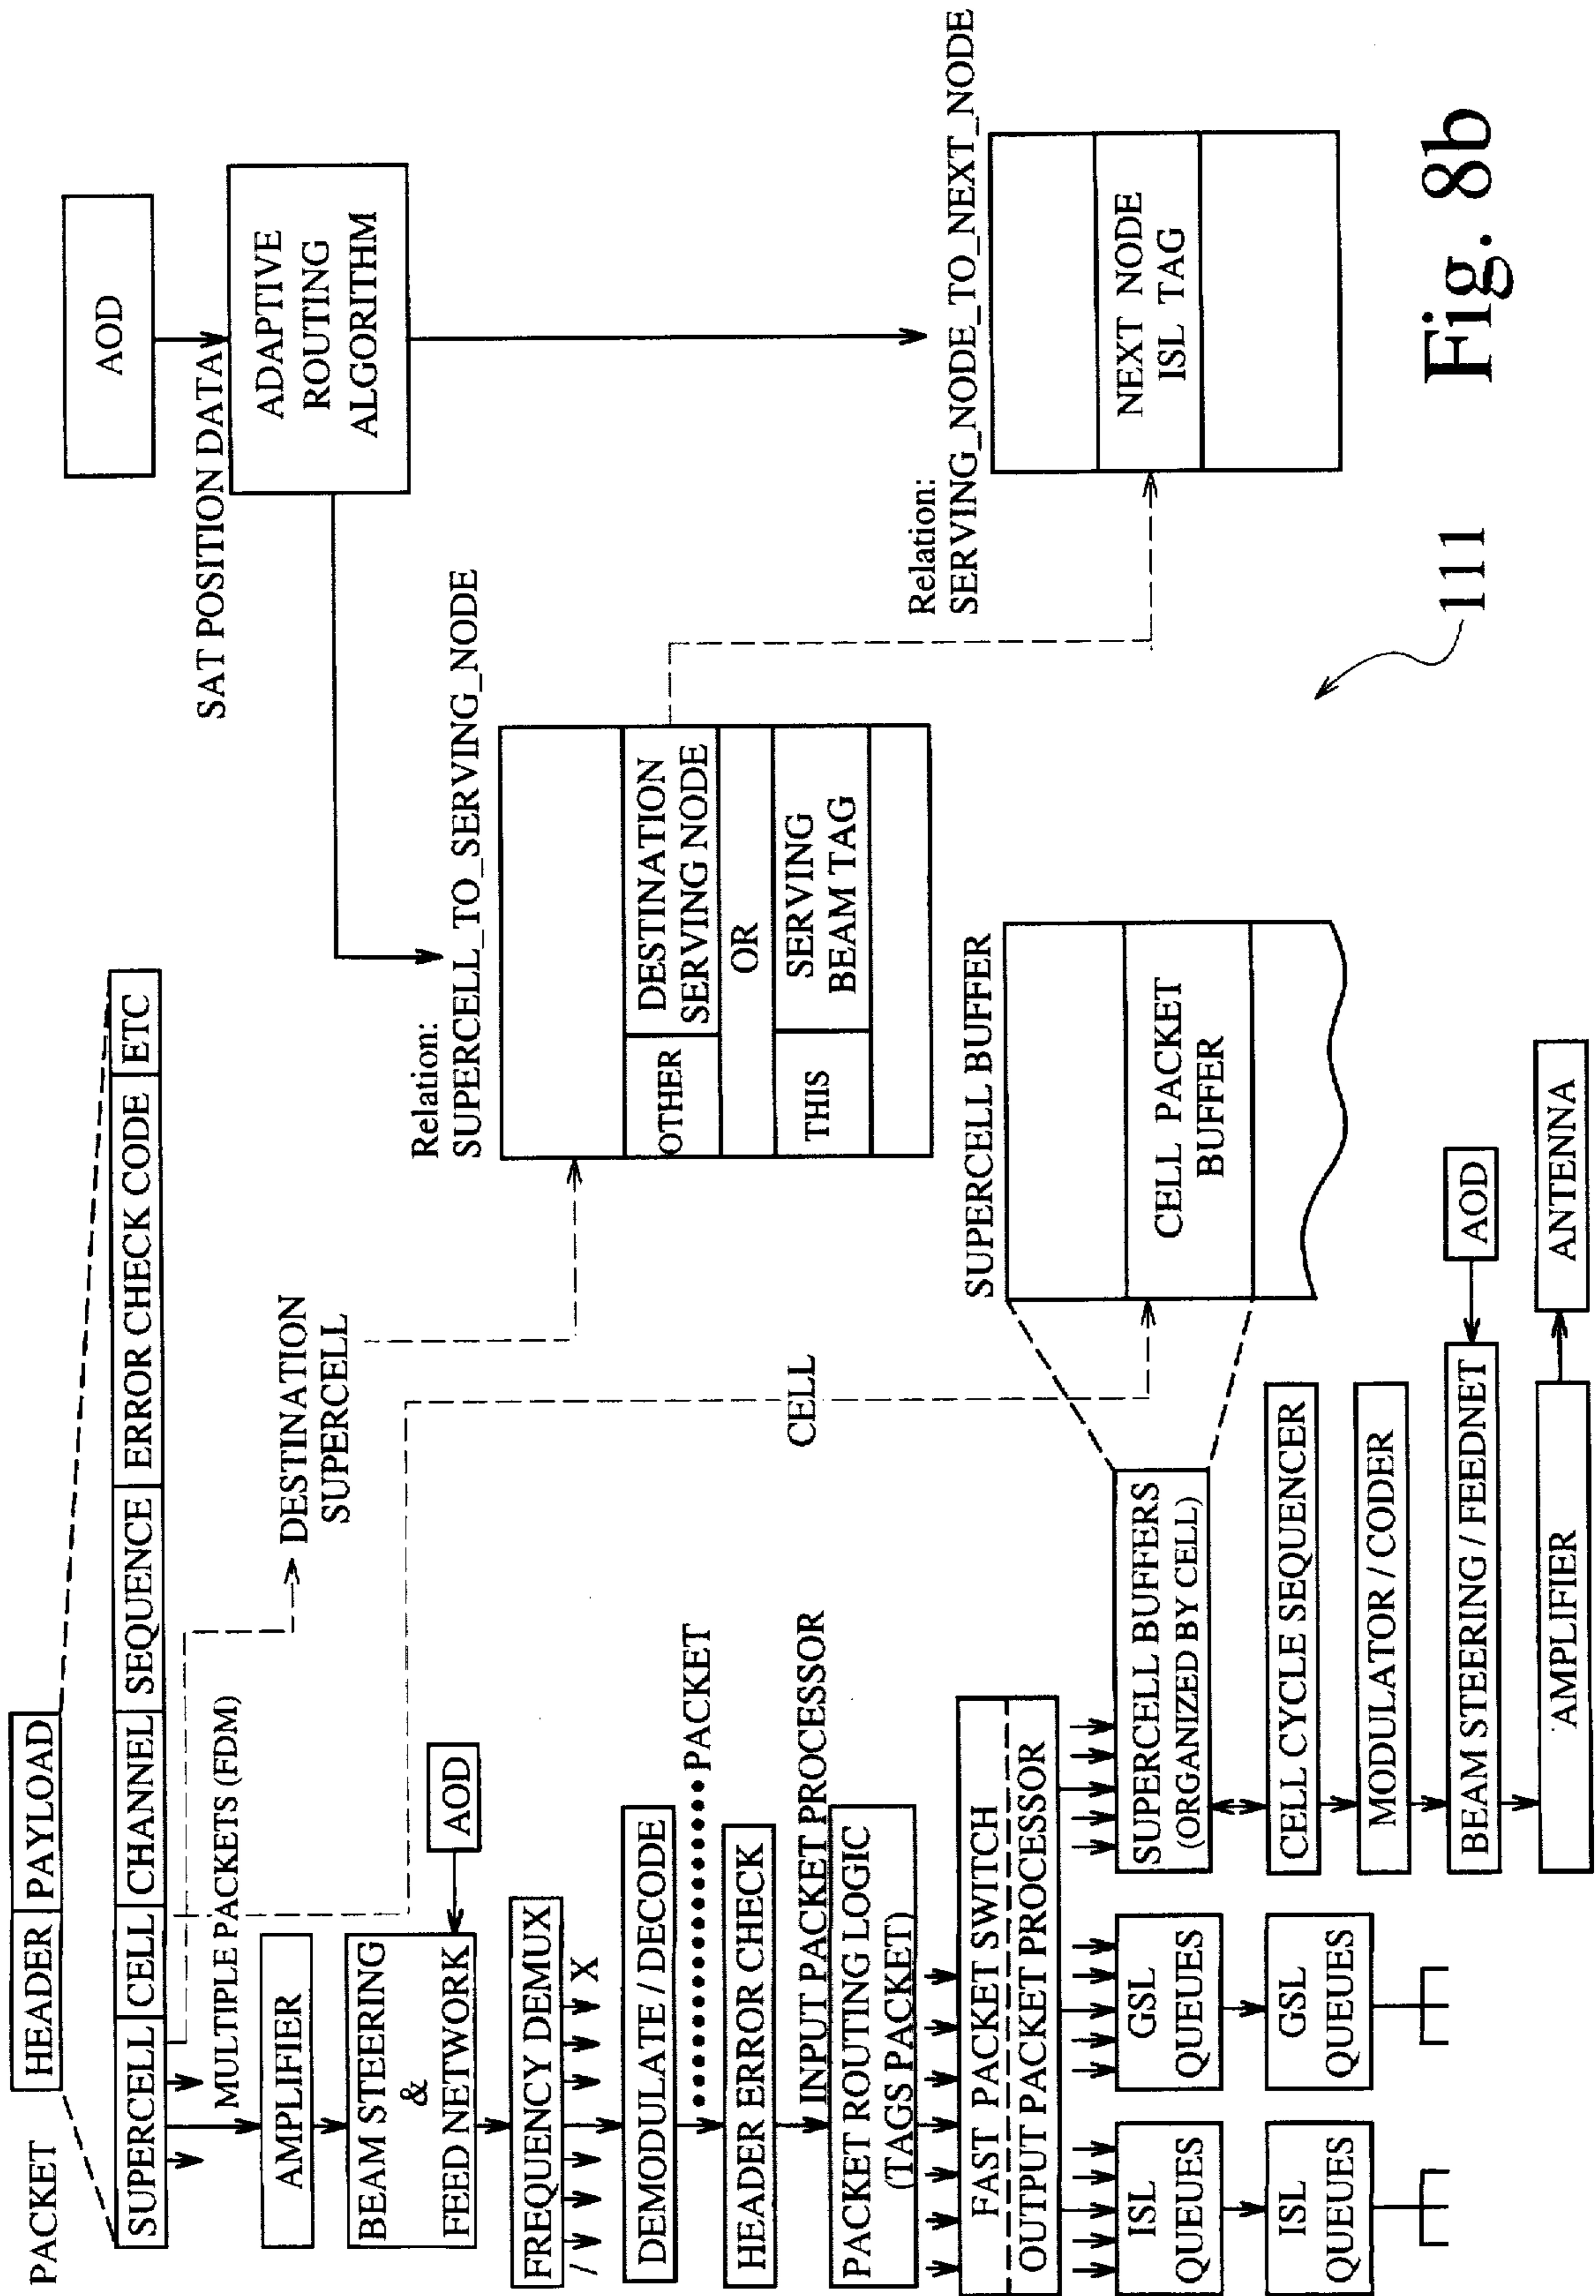 PACKET
HEADER
PAYLOAD
SUPERCELL
CELL
CHANNEL
SEQUENCE
ERROR CHECK CODE
ETC
MULTIPLE PACKETS (FDM)
DESTINATION
SUPERCELL
AMPLIFIER
BEAM STEERING
&
FEED NETWORK
AOD
FREQUENCY DEMUX
/
X
DEMODULATE / DECODE
PACKET
HEADER ERROR CHECK
INPUT PACKET PROCESSOR
PACKET ROUTING LOGIC
(TAGS PACKET)
FAST PACKET SWITCH
OUTPUT PACKET PROCESSOR
ISL
QUEUES
GSL
QUEUES
SUPERCELL BUFFERS
(ORGANIZED BY CELL)
ISL
QUEUES
GSL
QUEUES
CELL CYCLE SEQUENCER
MODULATOR / CODER
BEAM STEERING / FEEDNET
AOD
AMPLIFIER
ANTENNA
CELL
SUPERCELL BUFFER
CELL PACKET
BUFFER
Relation:
SUPERCELL_TO_SERVING_NODE
OTHER
DESTINATION
SERVING NODE
OR
THIS
SERVING
BEAM TAG
AOD
SAT POSITION DATA
ADAPTIVE
ROUTING
ALGORITHM
Relation:
SERVING_NODE_TO_NEXT_NODE
NEXT NODE
ISL TAG
111
Fig. 8b